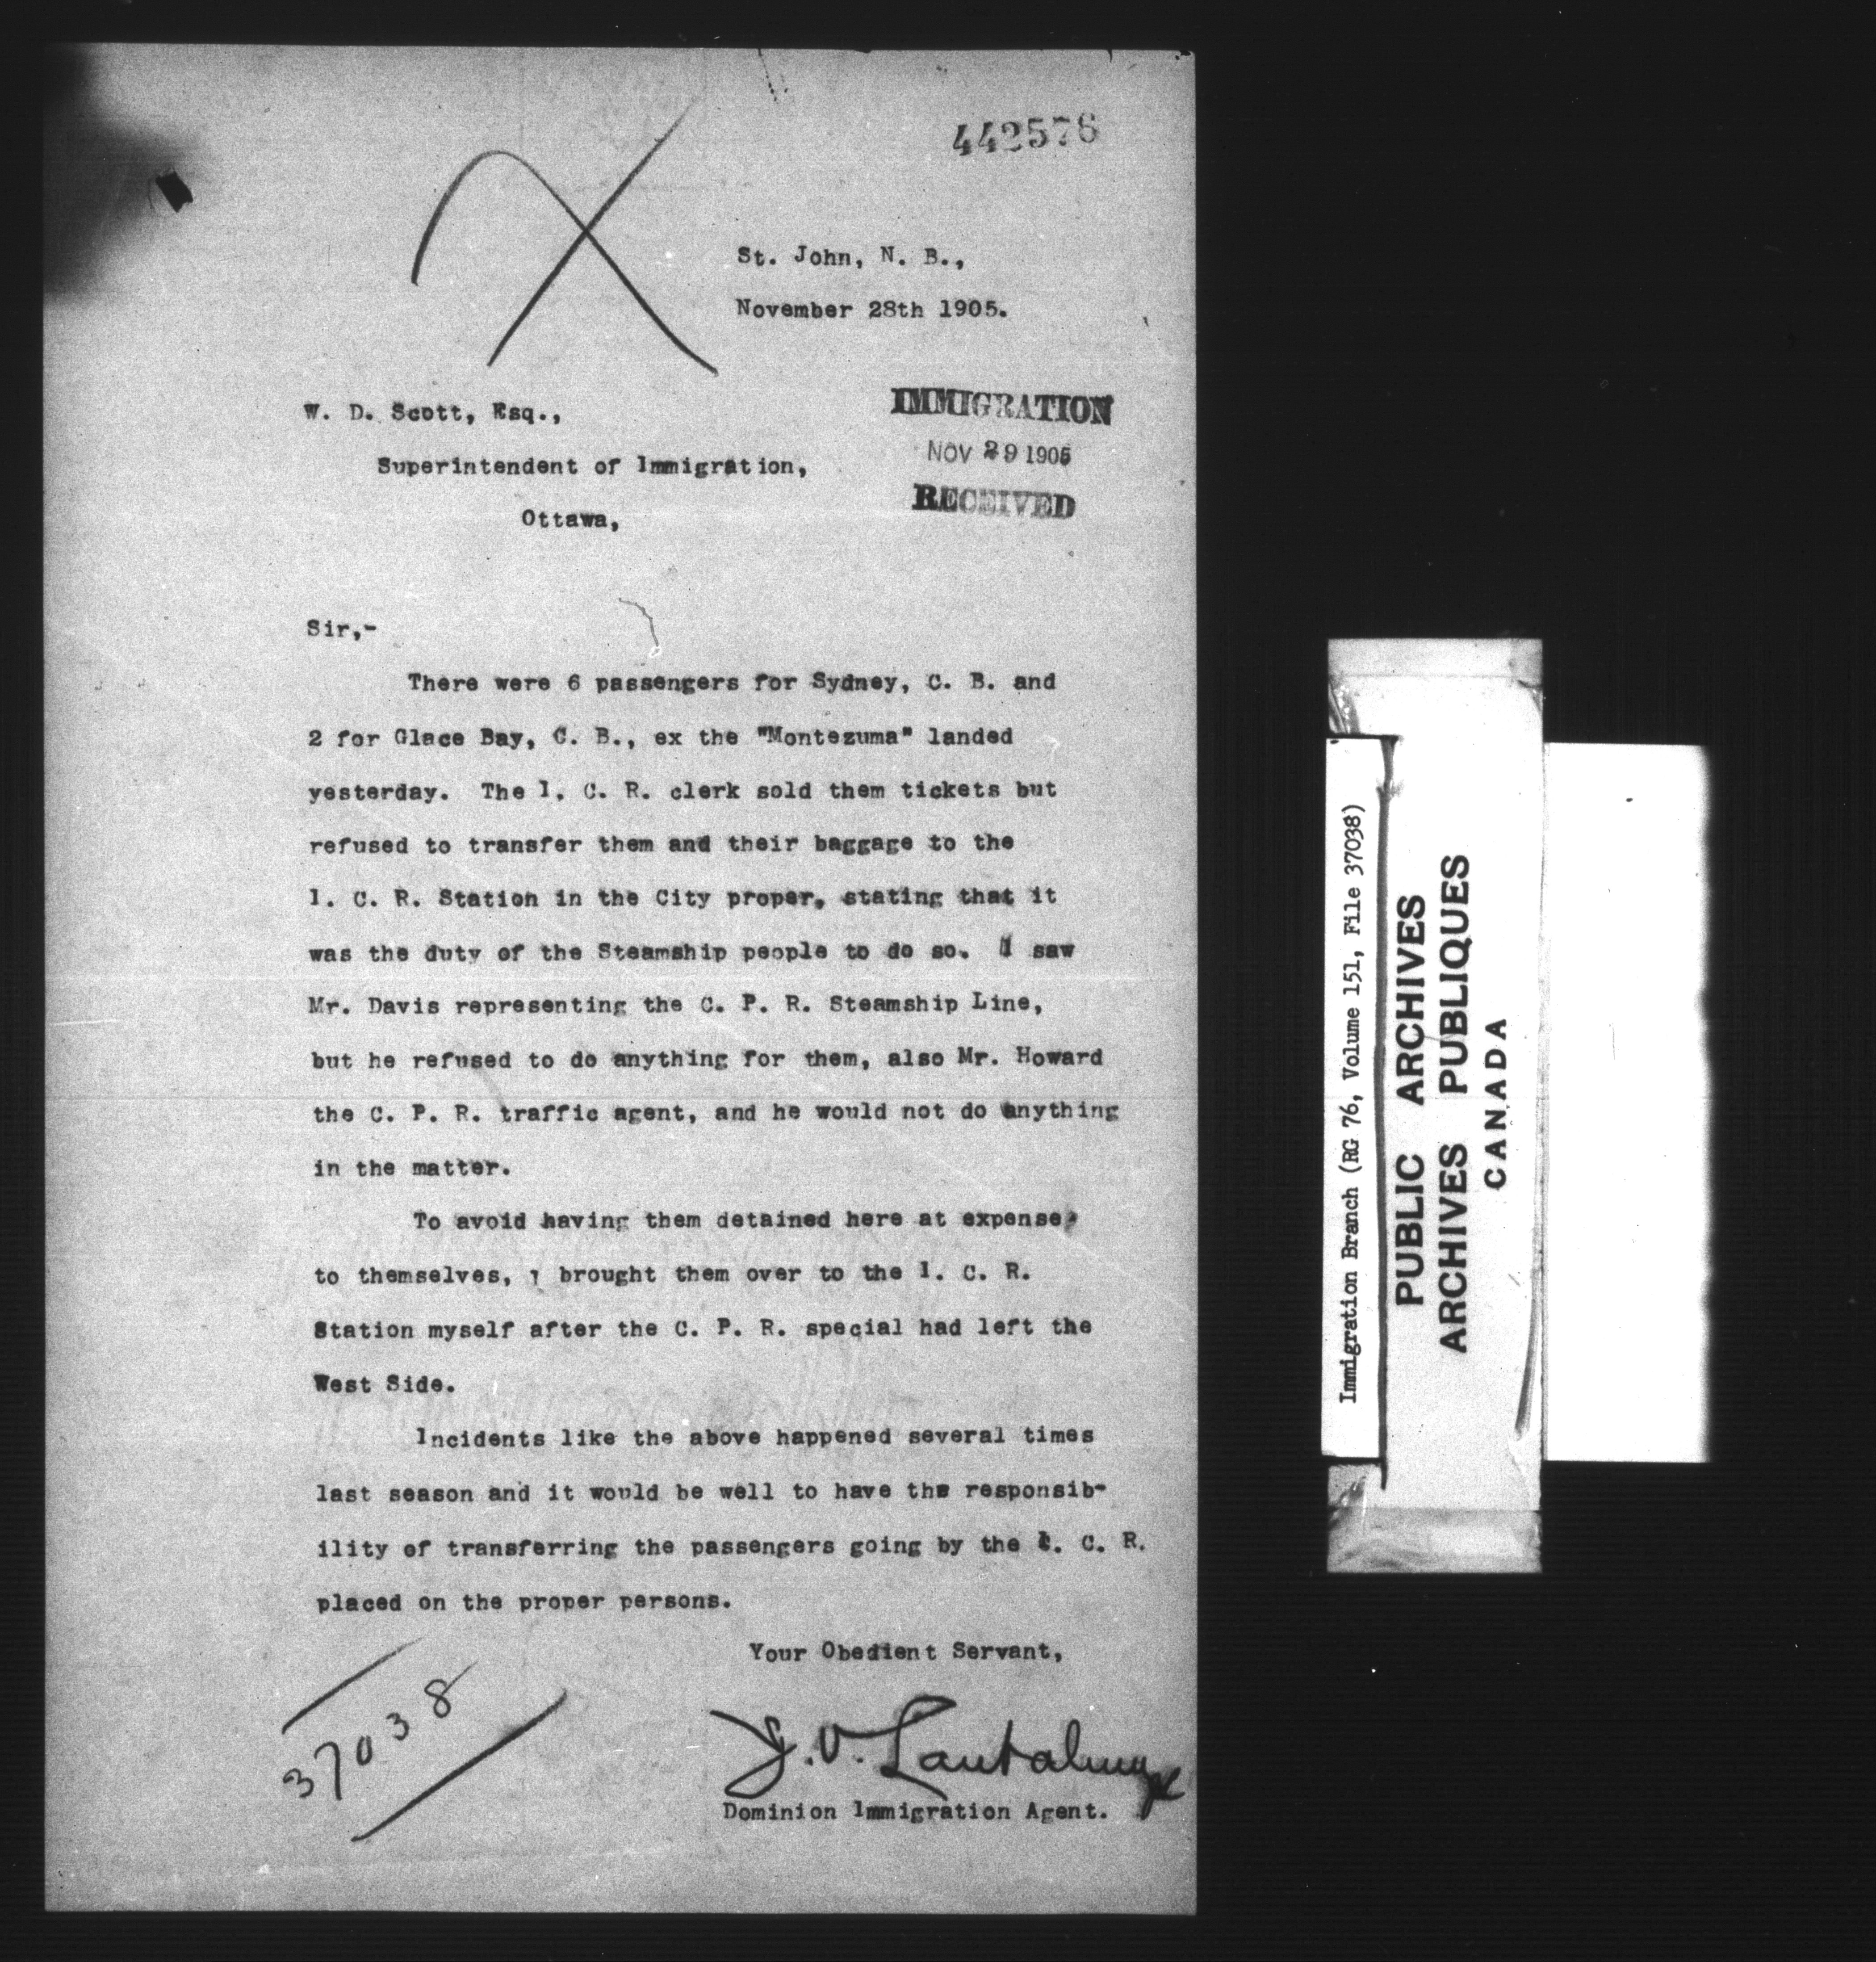 442576
St. John, N. B.,
November 28th 1905.
W. D. Scott, Esq.,
Superintendent of Immigration,
Ottawa,
IMMIGRATION
NOV 29 1905
RECEIVED
Sir,-
There were 6 passengers for Sydney, C. B. and
2 for Glace Bay, C. B., ex the "Montezuma" landed
yesterday. The I. C. R. clerk sold them tickets but
refused to transfer them and their baggage to the
I. C. R. Station in the City proper, stating that it
was the duty of the Steamship people to do so. I saw
Mr. Davis representing the C. P. R. Steamship Line,
but he refused to do anything for them, also Mr. Howard
the C. P. R. traffic agent, and he would not do anything
in the matter.
To avoid having them detained here at expense,
to themselves, I brought them over to the I. C. R.
Station myself after the C. P. R. special had left the
West Side.
Incidents like the above happened several times
last season and it would be well to have the responsib-
ility of transferring the passengers going by the I. C. R.
placed on the proper persons.
Your Obedient Servant,
J. V. Lantalum
Dominion Immigration Agent.
37038
Immigration Branch (RG 76, Volume 151, File 37038)
PUBLIC ARCHIVES
ARCHIVES PUBLIQUES
CANADA